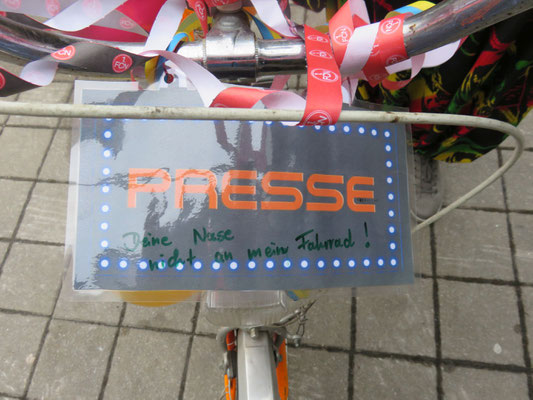 PRESSE
Deine Nase
nicht an mein Fahrrad!